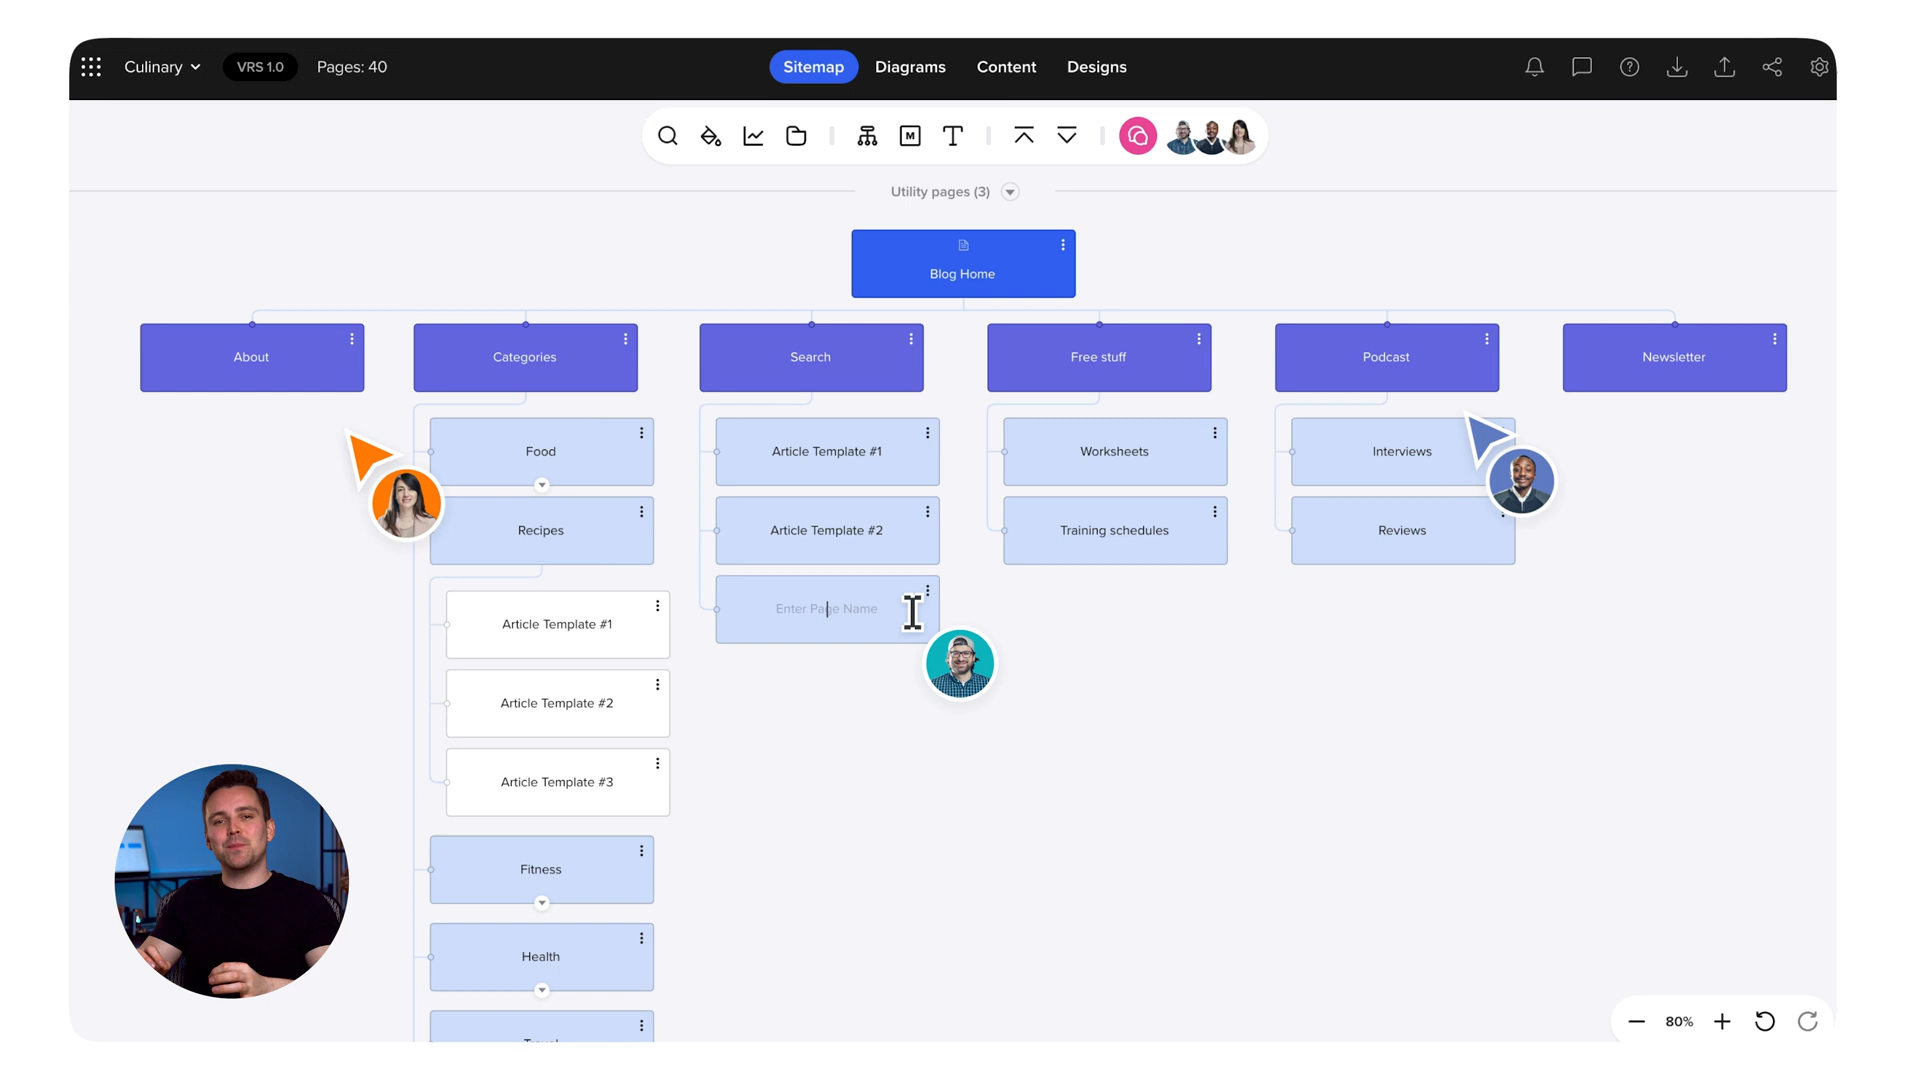 Culinary
VRS 1.0
Pages: 40
Sitemap
Diagrams
Content
Designs
M
T
Utility pages (3)
Blog Home
About
Categories
Search
Free stuff
Podcast
Newsletter
Food
Article Template #1
Worksheets
Interviews
Recipes
Article Template #2
Training schedules
Reviews
Enter Page Name
Article Template #1
Article Template #2
Article Template #3
Fitness
Health
Travel
80%